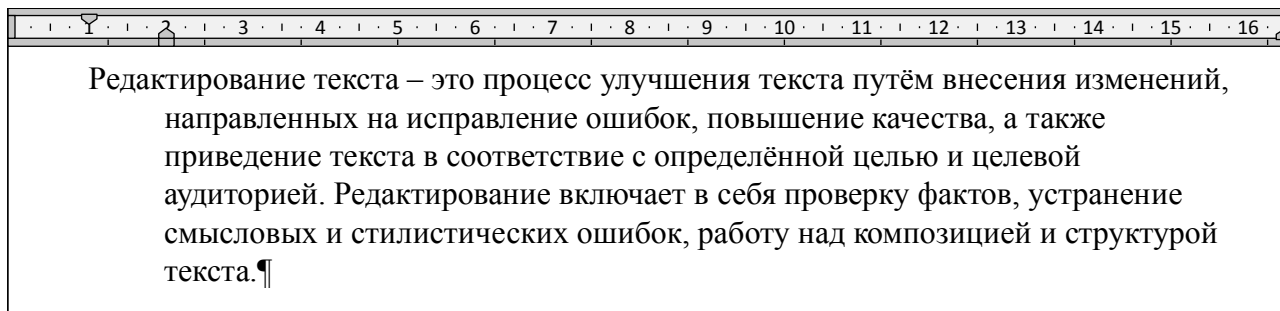 1 2 3 4 5 6 7 8 9 10 11 12 13 14 15 16
Редактирование текста – это процесс улучшения текста путём внесения изменений,
направленных на исправление ошибок, повышение качества, а также
приведение текста в соответствие с определённой целью и целевой
аудиторией. Редактирование включает в себя проверку фактов, устранение
смысловых и стилистических ошибок, работу над композицией и структурой
текста.¶